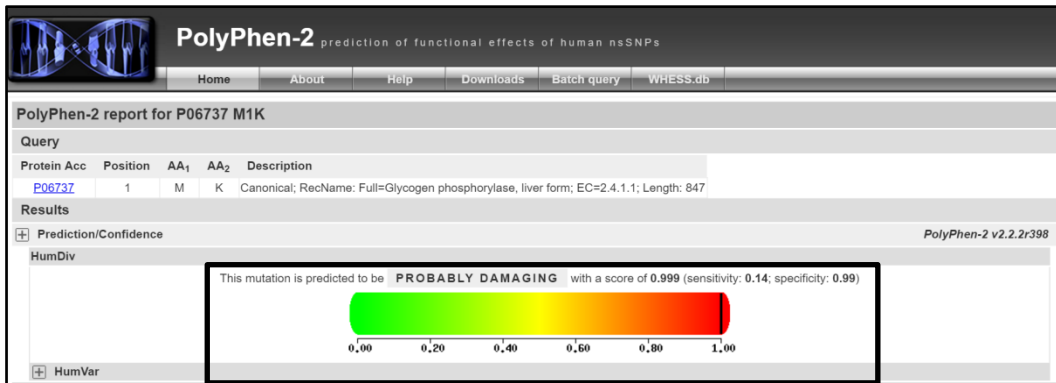 PolyPhen-2 prediction of functional effects of human nsSNPs
Home About Help Downloads Batch query WHESS.db
PolyPhen-2 report for P06737 M1K
Query
Protein Acc Position AA₁ AA₂ Description
P06737 1 M K Canonical; RecName: Full=Glycogen phosphorylase, liver form; EC=2.4.1.1; Length: 847
Results
Prediction/Confidence PolyPhen-2 v2.2.2r398
HumDiv
This mutation is predicted to be PROBABLY DAMAGING with a score of 0.999 (sensitivity: 0.14; specificity: 0.99)
0.00 0.20 0.40 0.60 0.80 1.00
HumVar